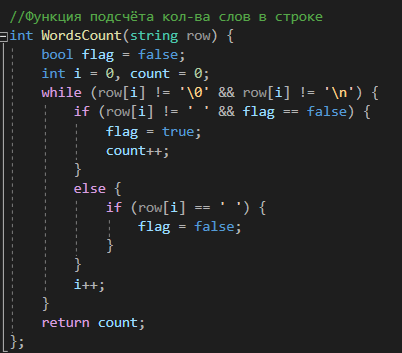 //Функция подсчёта кол-ва слов в строке
int WordsCount(string row) {
    bool flag = false;
    int i = 0, count = 0;
    while (row[i] != '\0' && row[i] != '\n') {
        if (row[i] != ' ' && flag == false) {
            flag = true;
            count++;
        }
        else {
            if (row[i] == ' ') {
                flag = false;
            }
        }
        i++;
    }
    return count;
};